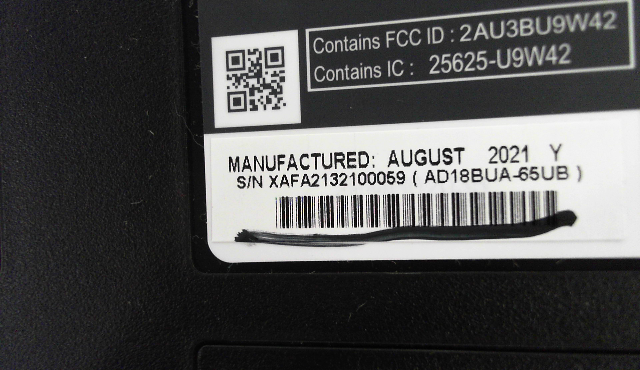 Contains FCC ID : 2AU3BU9W42
Contains IC : 25625-U9W42
MANUFACTURED: AUGUST 2021 Y
S/N XAFA2132100059 ( AD18BUA-65UB )